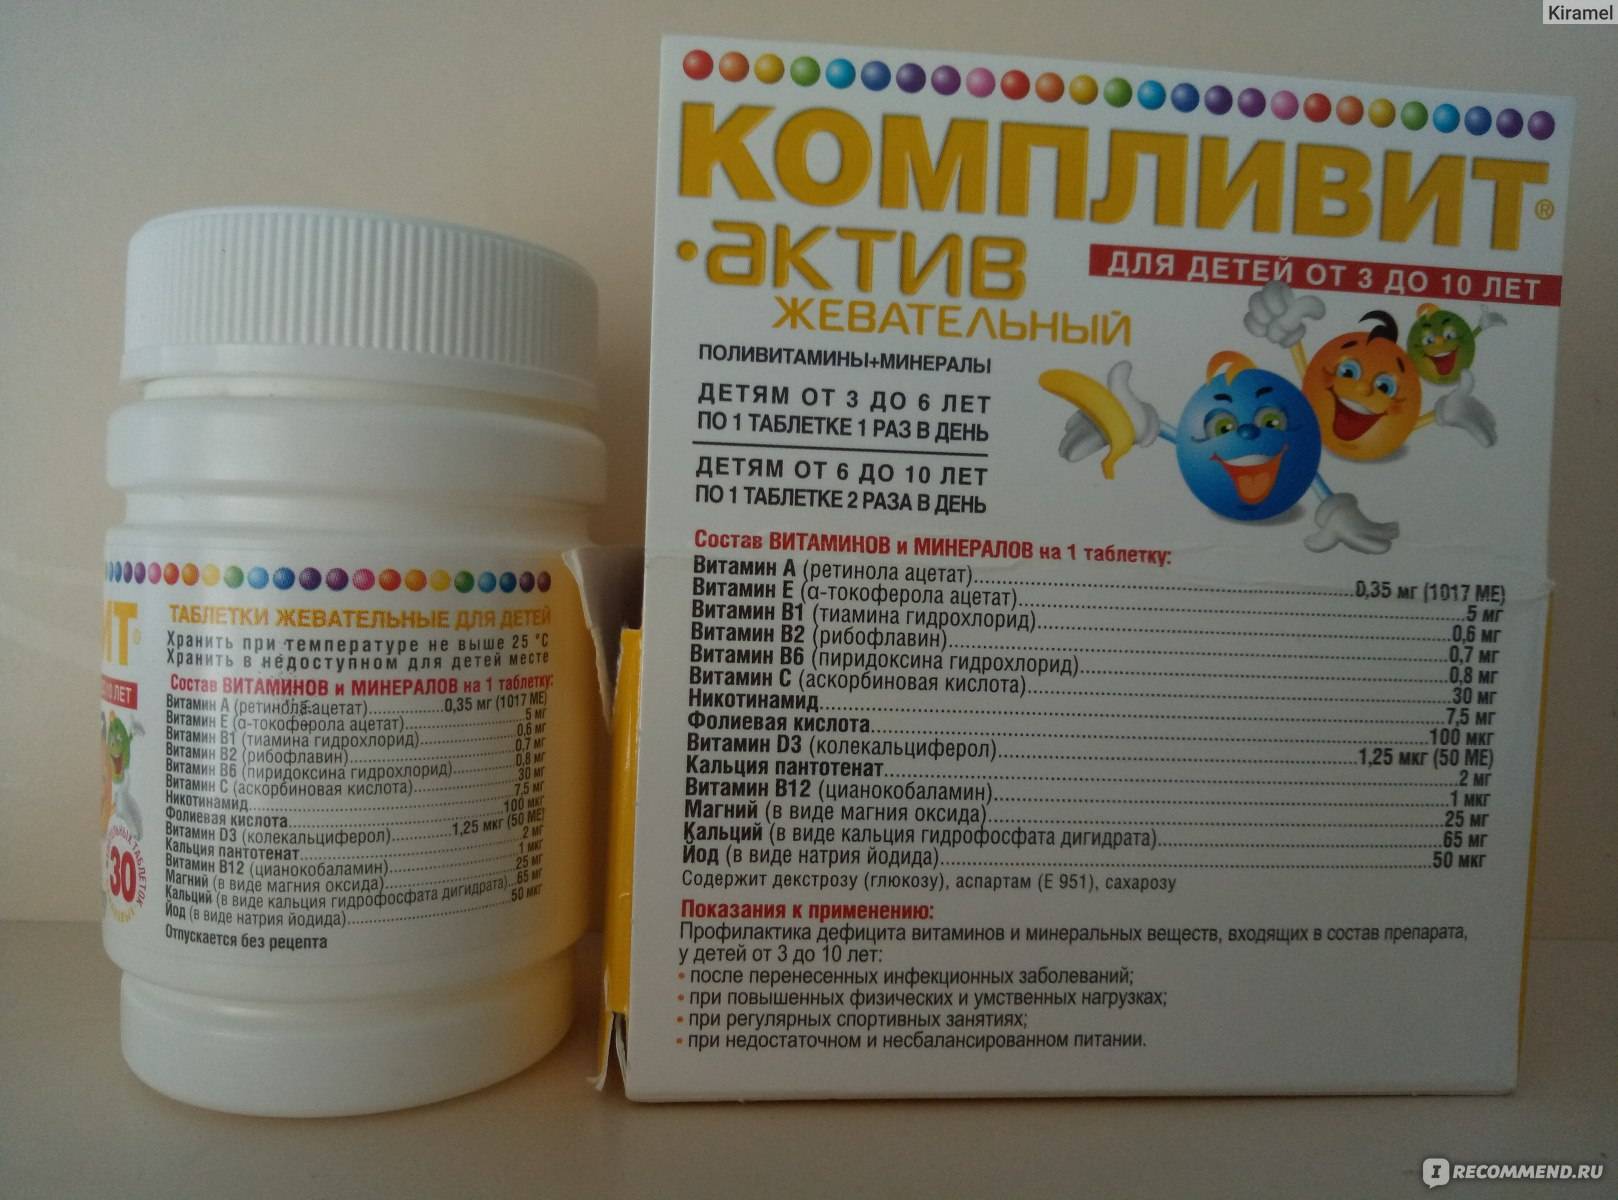 Kiramel
КОМПЛИВИТ®
•АКТИВ
ДЛЯ ДЕТЕЙ ОТ 3 ДО 10 ЛЕТ
ЖЕВАТЕЛЬНЫЙ
ПОЛИВИТАМИНЫ+МИНЕРАЛЫ
ДЕТЯМ ОТ 3 ДО 6 ЛЕТ
ПО 1 ТАБЛЕТКЕ 1 РАЗ В ДЕНЬ
ДЕТЯМ ОТ 6 ДО 10 ЛЕТ
ПО 1 ТАБЛЕТКЕ 2 РАЗА В ДЕНЬ
Состав ВИТАМИНОВ и МИНЕРАЛОВ на 1 таблетку:
Витамин А (ретинола ацетат)...0,35 мг (1017 МЕ)
Витамин Е (α-токоферола ацетат)...5 мг
Витамин В1 (тиамина гидрохлорид)...0,6 мг
Витамин В2 (рибофлавин)...0,7 мг
Витамин В6 (пиридоксина гидрохлорид)...0,8 мг
Витамин С (аскорбиновая кислота)...30 мг
Никотинамид...7,5 мг
Фолиевая кислота...100 мкг
Витамин D3 (колекальциферол)...1,25 мкг (50 МЕ)
Кальция пантотенат...2 мг
Витамин В12 (цианокобаламин)...1 мкг
Магний (в виде магния оксида)...25 мг
Кальций (в виде кальция гидрофосфата дигидрата)...65 мг
Йод (в виде натрия йодида)...50 мкг
Содержит декстрозу (глюкозу), аспартам (Е 951), сахарозу
Показания к применению:
Профилактика дефицита витаминов и минеральных веществ, входящих в состав препарата,
у детей от 3 до 10 лет:
• после перенесенных инфекционных заболеваний;
• при повышенных физических и умственных нагрузках;
• при регулярных спортивных занятиях;
• при недостаточном и несбалансированном питании.
ИТ®
10 ЛЕТ
ТАБЛЕТОК
30
ТАБЛЕТКИ ЖЕВАТЕЛЬНЫЕ ДЛЯ ДЕТЕЙ
Хранить при температуре не выше 25 °С
Хранить в недоступном для детей месте
Состав ВИТАМИНОВ и МИНЕРАЛОВ на 1 таблетку:
Витамин А (ретинола ацетат)...0,35 мг (1017 МЕ)
Витамин Е (α-токоферола ацетат)...5 мг
Витамин В1 (тиамина гидрохлорид)...0,6 мг
Витамин В2 (рибофлавин)...0,7 мг
Витамин В6 (пиридоксина гидрохлорид)...0,8 мг
Витамин С (аскорбиновая кислота)...30 мг
Никотинамид...7,5 мг
Фолиевая кислота...100 мкг
Витамин D3 (колекальциферол)...1,25 мкг (50 МЕ)
Кальция пантотенат...2 мг
Витамин В12 (цианокобаламин)...1 мкг
Магний (в виде магния оксида)...25 мг
Кальций (в виде кальция гидрофосфата дигидрата)...65 мг
Йод (в виде натрия йодида)...50 мкг
Отпускается без рецепта
IRECOMMEND.RU